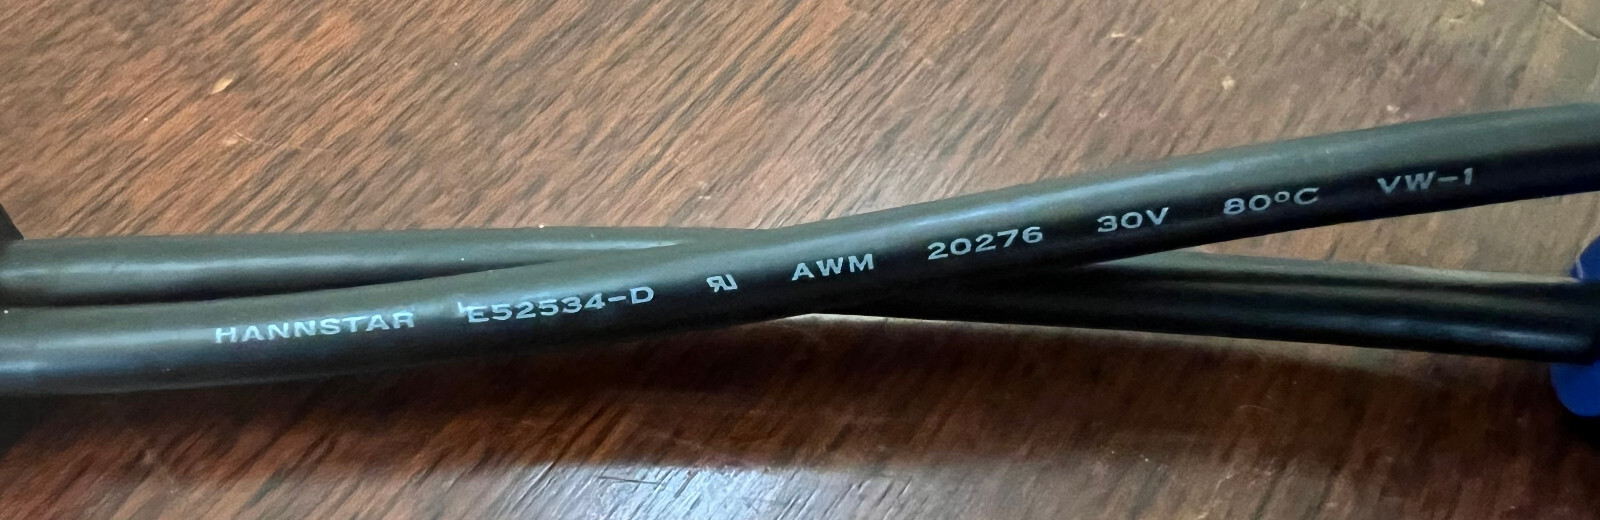 HANNSTAR E52534-D AWM 20276 30V 80°C VW-1